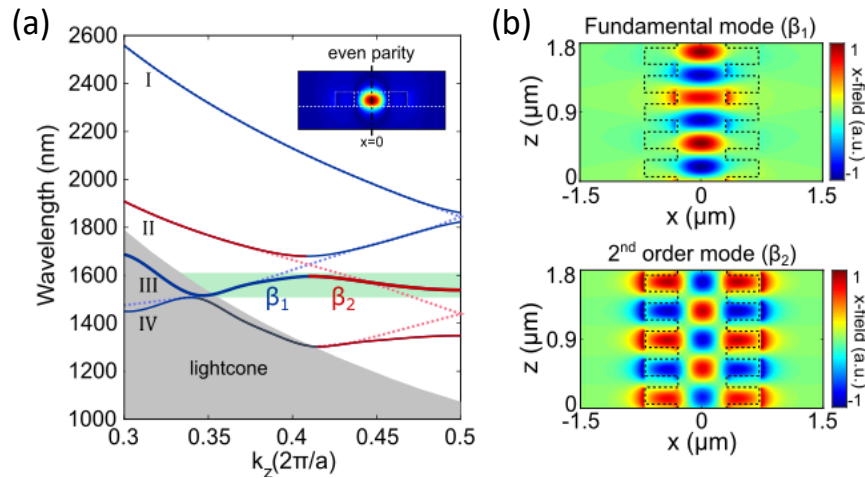 (a)
2600
2400
2200
2000
1800
1600
1400
1200
1000
Wavelength (nm)
0.3
0.35
0.4
0.45
0.5
k_z(2π/a)
even parity
x=0
I
II
III
IV
β₁
β₂
lightcone
(b)
Fundamental mode (β₁)
1.8
0.9
0
z (µm)
-1.5
0
1.5
x (µm)
1
-1
x-field (a.u.)
2nd order mode (β₂)
1.8
0.9
0
z (µm)
-1.5
0
1.5
x (µm)
1
-1
x-field (a.u.)